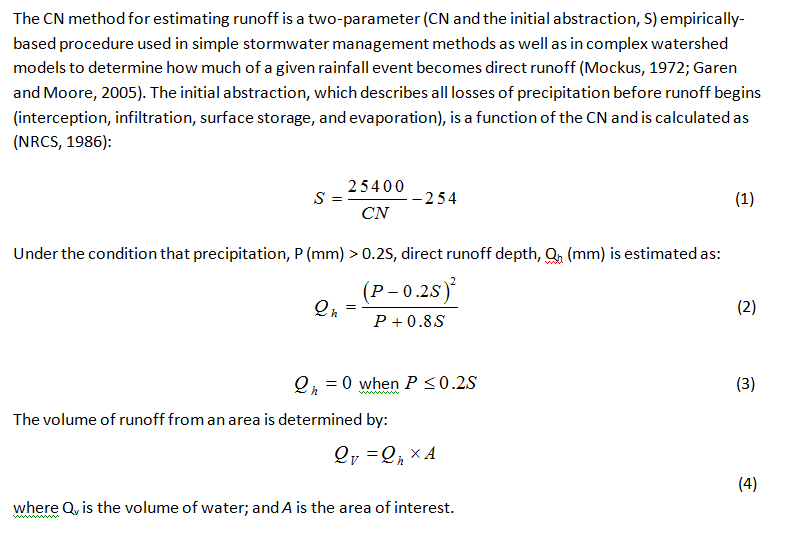 The CN method for estimating runoff is a two-parameter (CN and the initial abstraction, S) empirically-
based procedure used in simple stormwater management methods as well as in complex watershed
models to determine how much of a given rainfall event becomes direct runoff (Mockus, 1972; Garen
and Moore, 2005). The initial abstraction, which describes all losses of precipitation before runoff begins
(interception, infiltration, surface storage, and evaporation), is a function of the CN and is calculated as
(NRCS, 1986):
S = 25400/CN − 254 (1)
Under the condition that precipitation, P (mm) > 0.2S, direct runoff depth, Qh (mm) is estimated as:
Qh = (P − 0.2S)² / P + 0.8S (2)
Qh = 0 when P ≤ 0.2S (3)
The volume of runoff from an area is determined by:
QV = Qh × A
(4)
where Qv is the volume of water; and A is the area of interest.